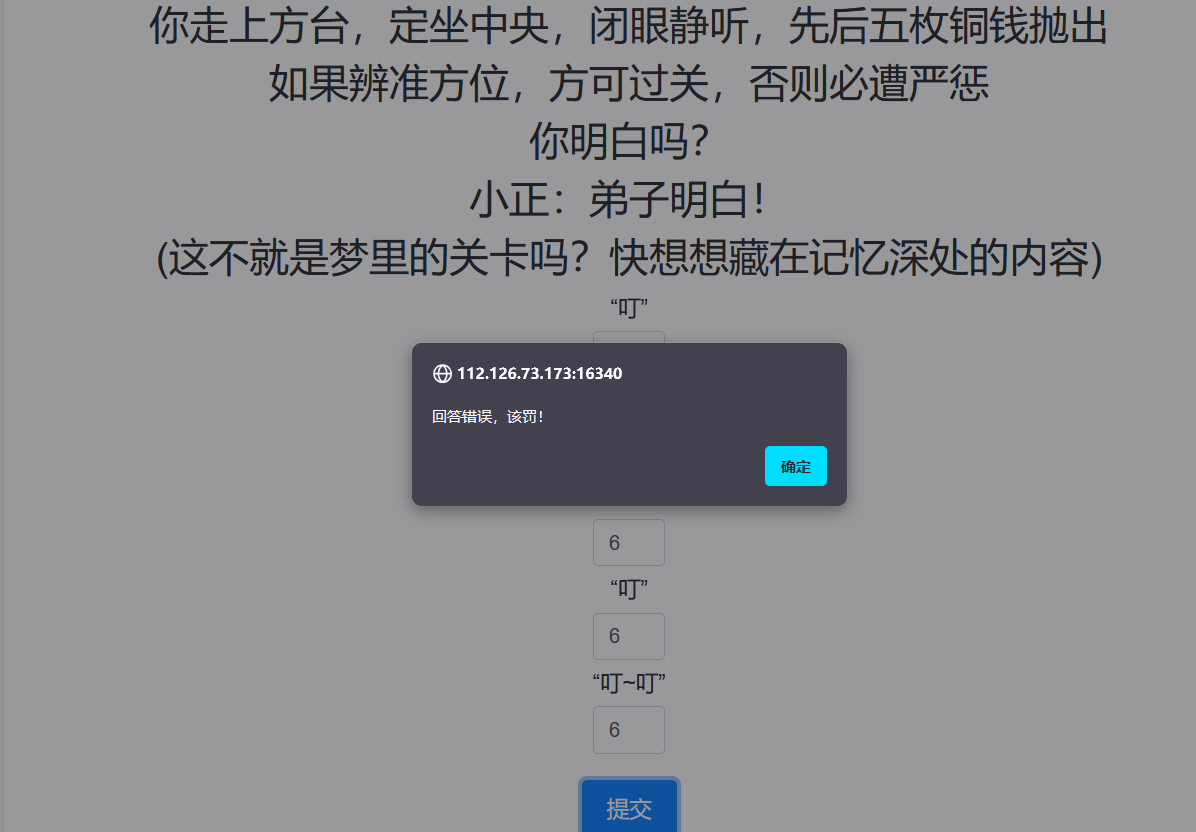 你走上方台，定坐中央，闭眼静听，先后五枚铜钱抛出
如果辨准方位，方可过关，否则必遭严惩
你明白吗？
小正：弟子明白！
(这不就是梦里的关卡吗？快想想藏在记忆深处的内容)
“叮”
112.126.73.173:16340
回答错误，该罚！
确定
6
“叮”
6
“叮~叮”
6
提交